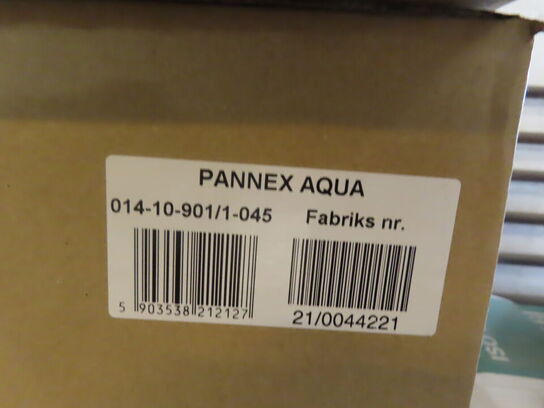 PANNEX AQUA
014-10-901/1-045 Fabriks nr.
5 903538 212127
21/0044221